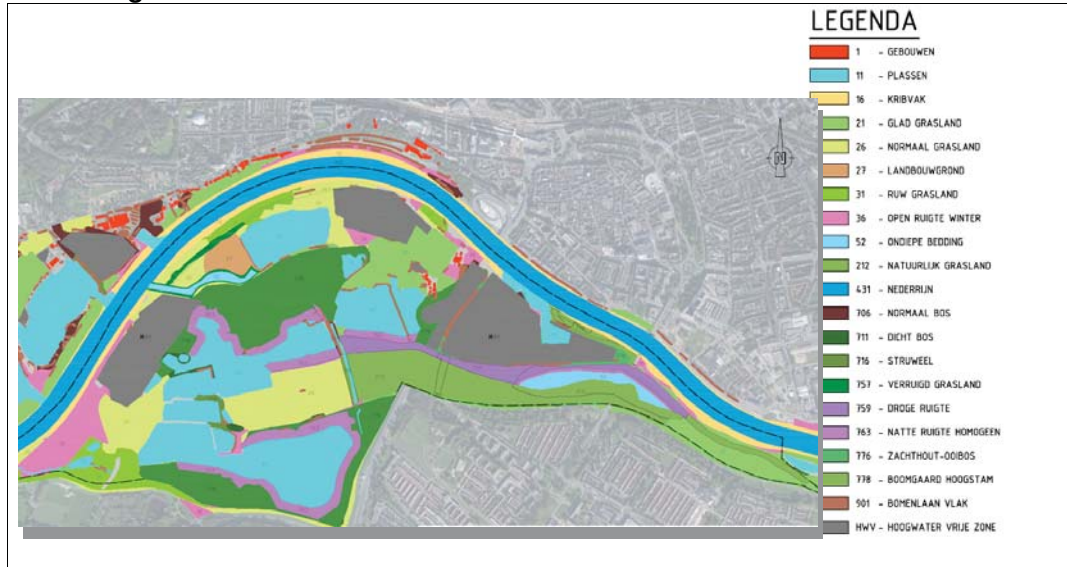 LEGENDA
1 - GEBOUWEN
11 - PLASSEN
16 - KRIBVAK
21 - GLAD GRASLAND
26 - NORMAAL GRASLAND
27 - LANDBOUWGROND
31 - RUW GRASLAND
36 - OPEN RUIGTE WINTER
52 - ONDIEPE BEDDING
212 - NATUURLIJK GRASLAND
431 - NEDERRIJN
706 - NORMAAL BOS
711 - DICHT BOS
716 - STRUWEEL
757 - VERRUIGD GRASLAND
759 - DROGE RUIGTE
763 - NATTE RUIGTE HOMOGEEN
776 - ZACHTHOUT-OOIBOS
778 - BOOMGAARD HOOGSTAM
901 - BOMENLAAN VLAK
HWV - HOOGWATER VRIJE ZONE